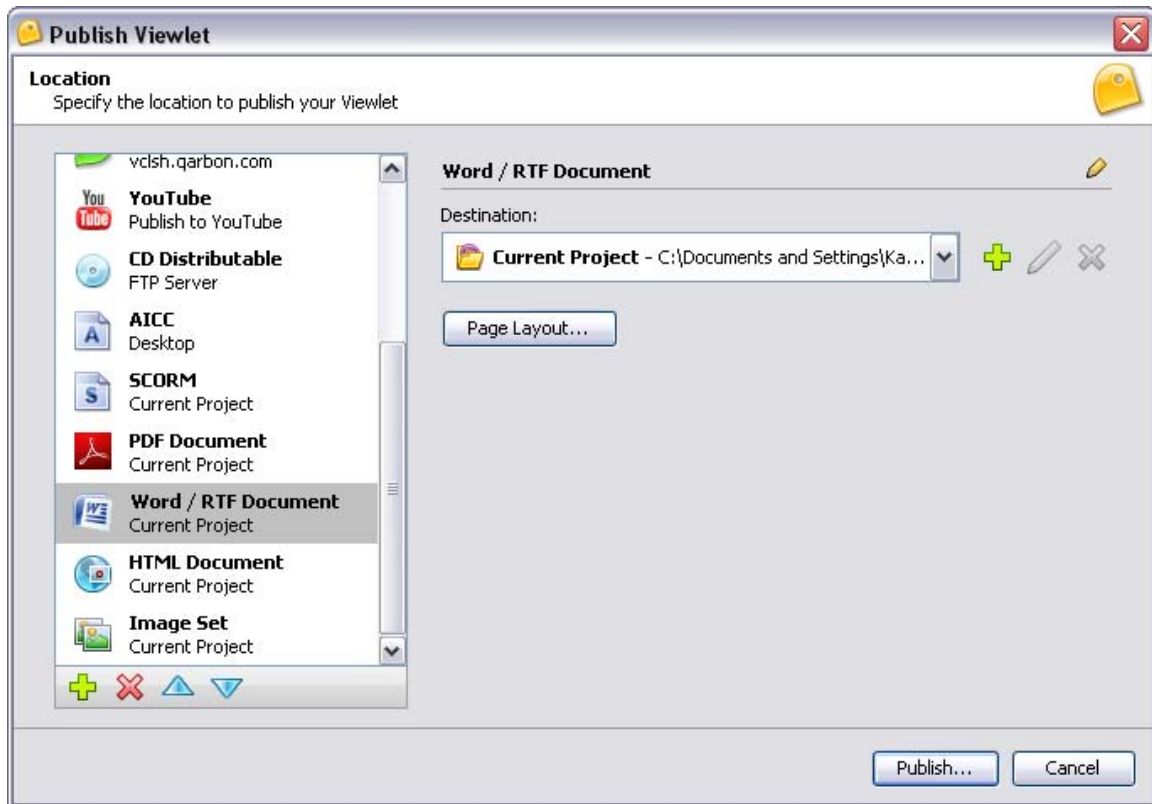 Publish Viewlet
Location
Specify the location to publish your Viewlet
vclsh.qarbon.com
YouTube
Publish to YouTube
CD Distributable
FTP Server
AICC
Desktop
SCORM
Current Project
PDF Document
Current Project
Word / RTF Document
Current Project
HTML Document
Current Project
Image Set
Current Project
Word / RTF Document
Destination:
Current Project - C:\Documents and Settings\Ka...
Page Layout...
Publish...
Cancel